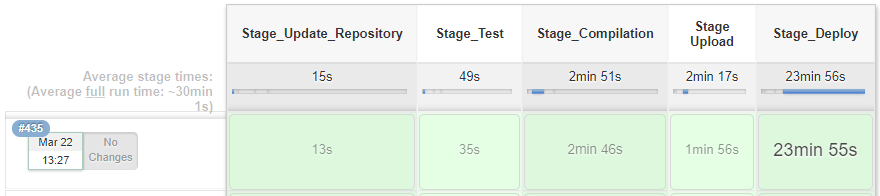 Stage_Update_Repository
Stage_Test
Stage_Compilation
Stage
Upload
Stage_Deploy
Average stage times:
(Average full run time: ~30min
1s)
15s
49s
2min 51s
2min 17s
23min 56s
#435
Mar 22
13:27
No
Changes
13s
35s
2min 46s
1min 56s
23min 55s